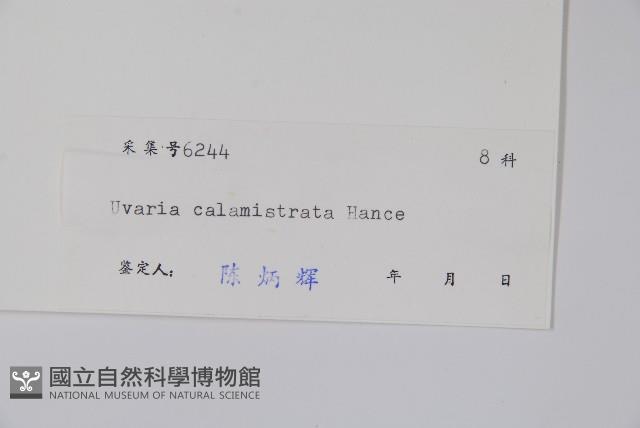 采集号6244 8科
Uvaria calamistrata Hance
鉴定人: 陈炳辉 年 月 日
國立自然科學博物館
NATIONAL MUSEUM OF NATURAL SCIENCE